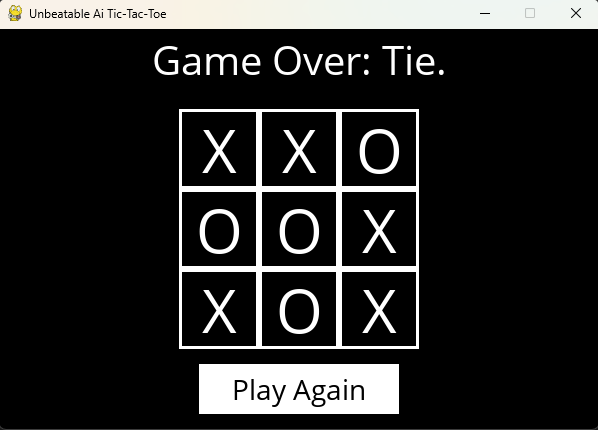 Unbeatable Ai Tic-Tac-Toe
Game Over: Tie.
X X O
O O X
X O X
Play Again